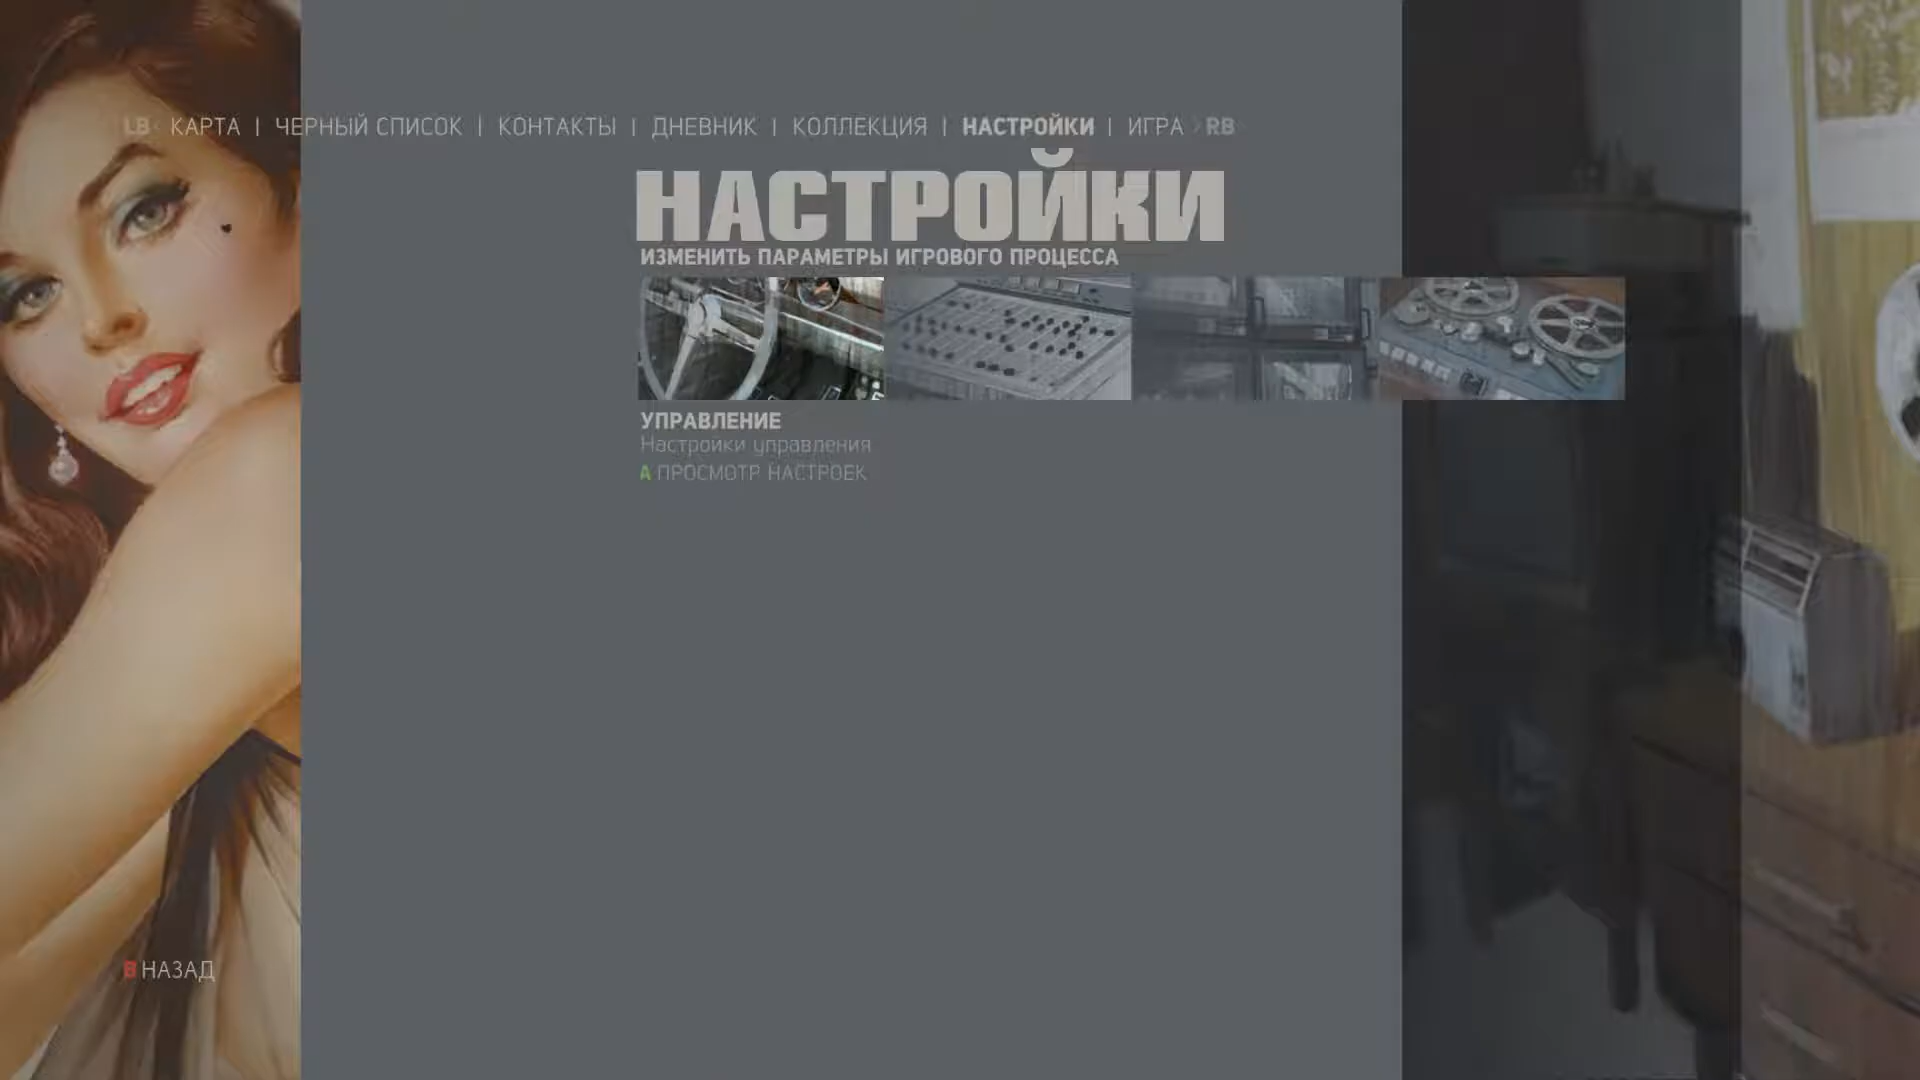 LB‹ КАРТА | ЧЕРНЫЙ СПИСОК | КОНТАКТЫ | ДНЕВНИК | КОЛЛЕКЦИЯ | НАСТРОЙКИ | ИГРА › RB
НАСТРОЙКИ
ИЗМЕНИТЬ ПАРАМЕТРЫ ИГРОВОГО ПРОЦЕССА
УПРАВЛЕНИЕ
Настройки управления
A ПРОСМОТР НАСТРОЕК
B НАЗАД